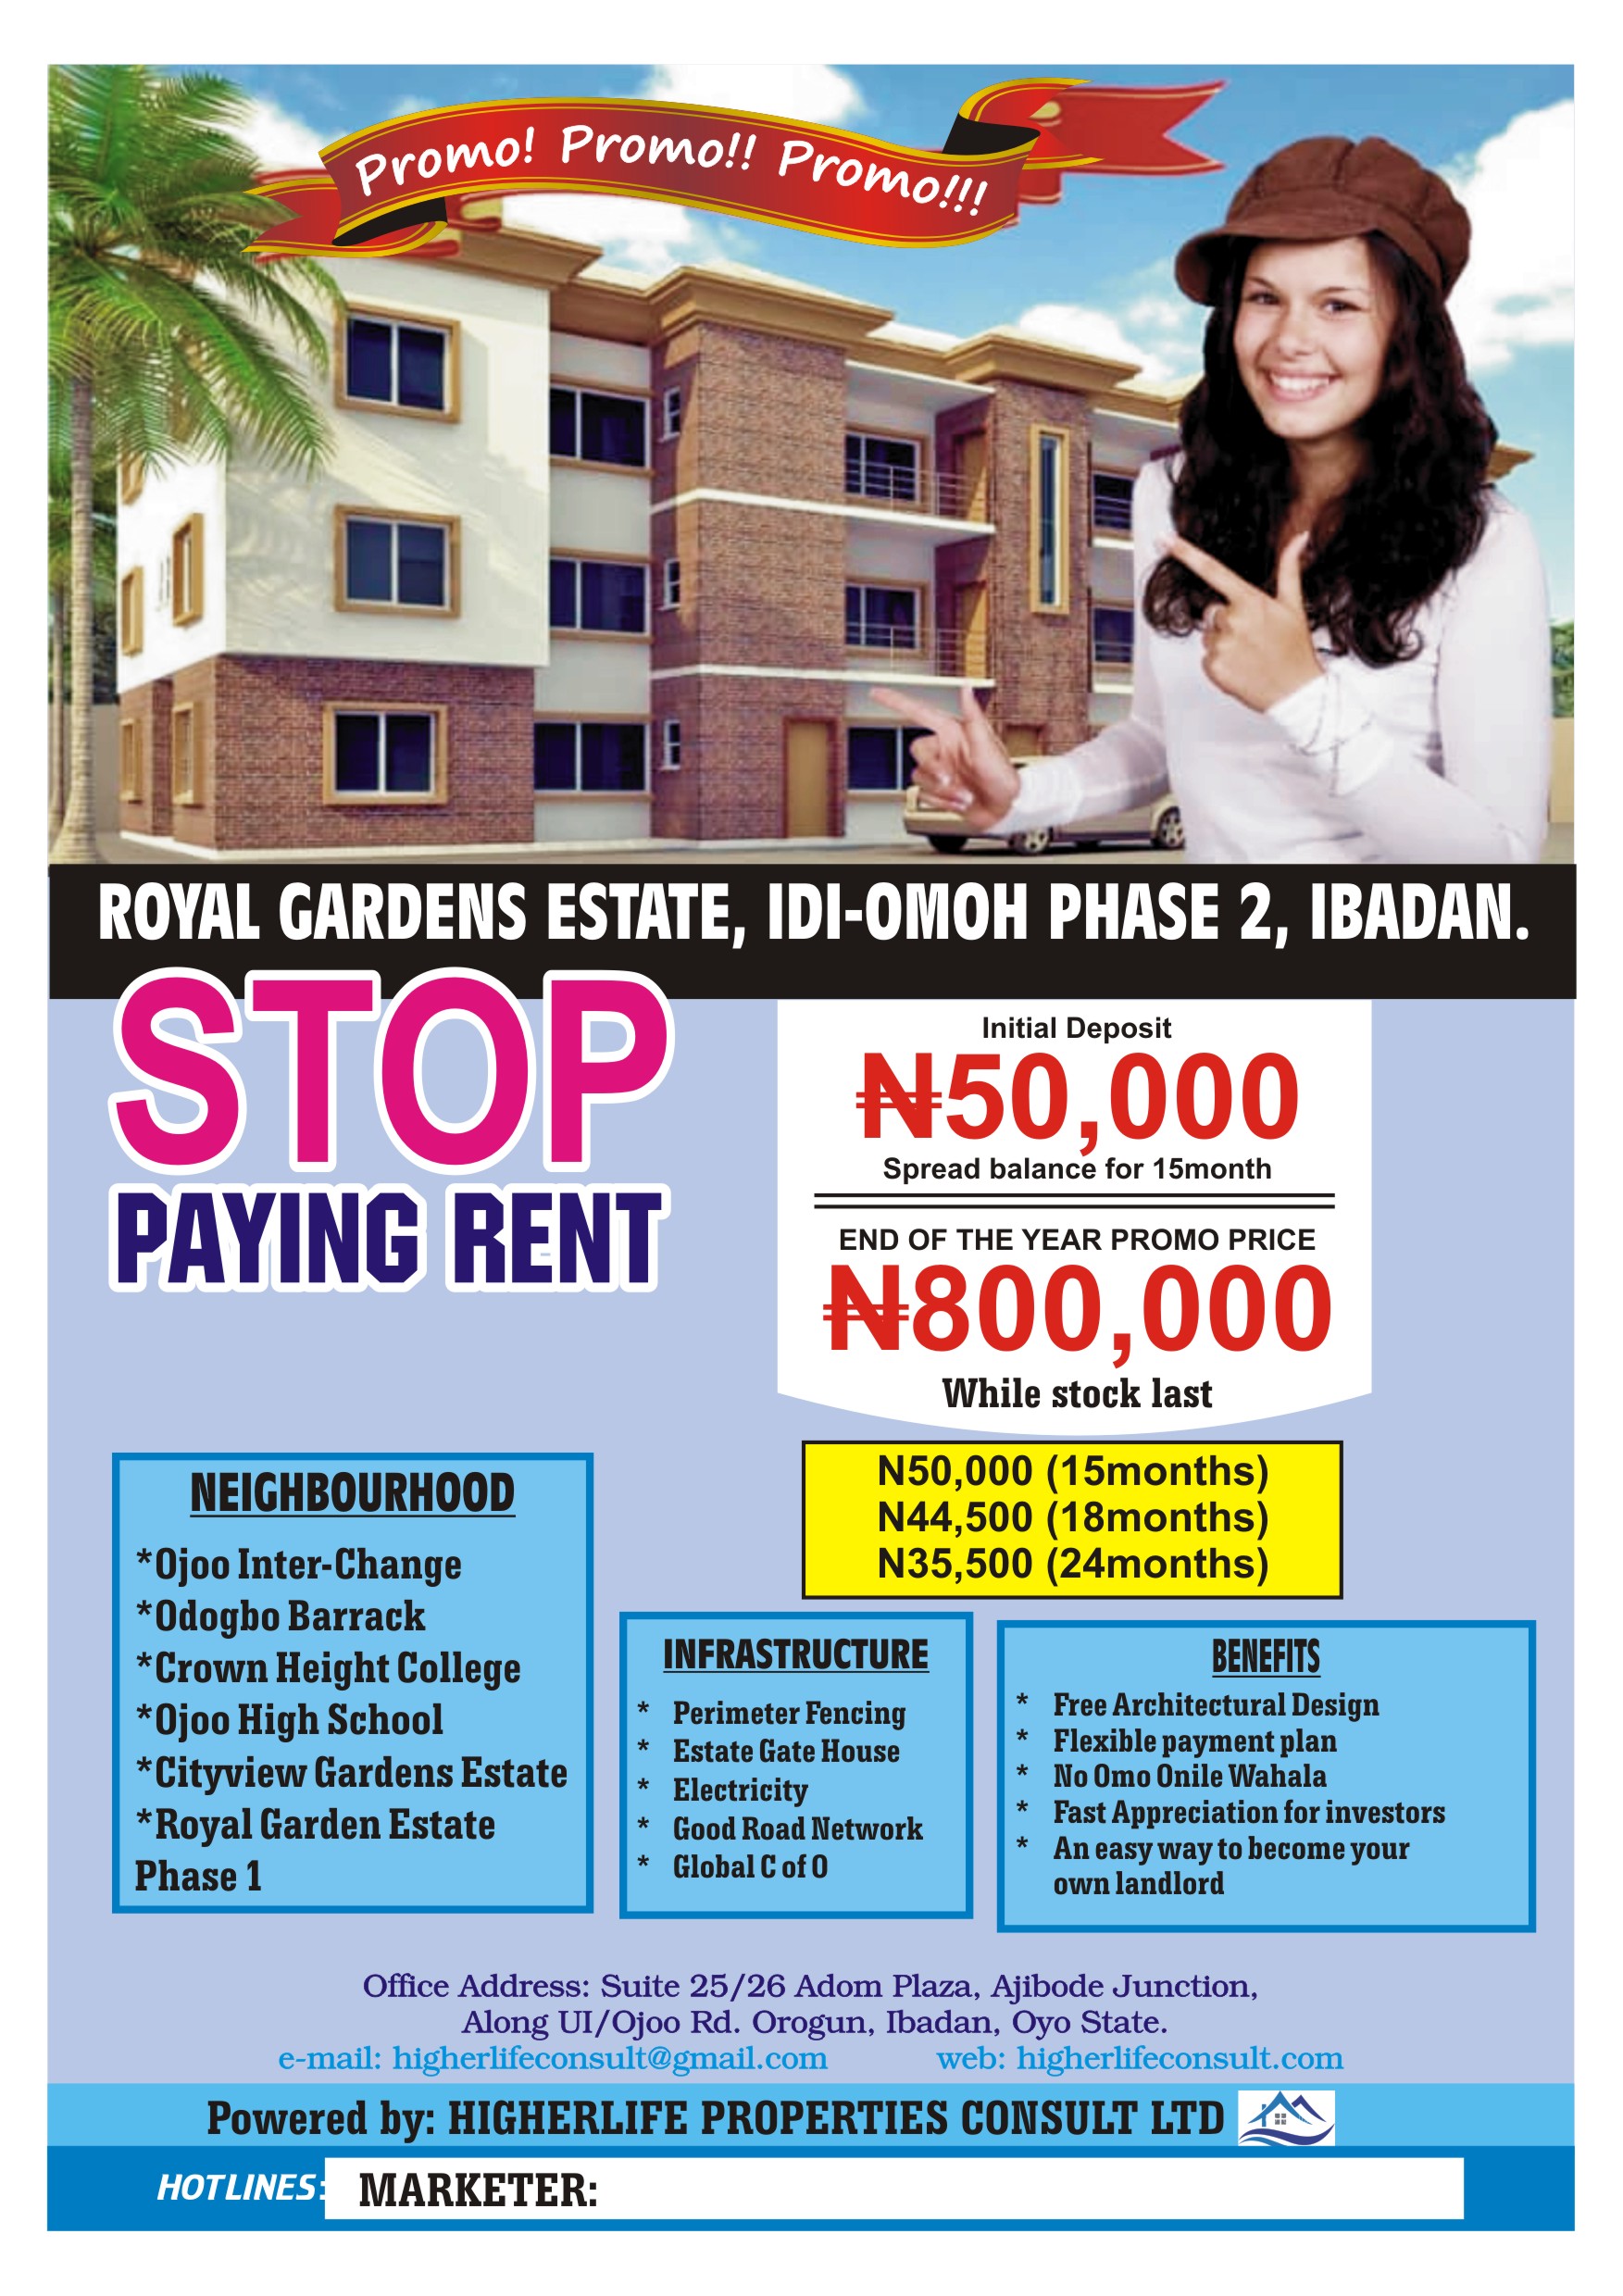 Promo! Promo!! Promo!!!
ROYAL GARDENS ESTATE, IDI-OMOH PHASE 2, IBADAN.
STOP
PAYING RENT
Initial Deposit
₦50,000
Spread balance for 15month
END OF THE YEAR PROMO PRICE
₦800,000
While stock last
N50,000 (15months)
N44,500 (18months)
N35,500 (24months)
NEIGHBOURHOOD
*Ojoo Inter-Change
*Odogbo Barrack
*Crown Height College
*Ojoo High School
*Cityview Gardens Estate
*Royal Garden Estate
Phase 1
INFRASTRUCTURE
* Perimeter Fencing
* Estate Gate House
* Electricity
* Good Road Network
* Global C of O
BENEFITS
* Free Architectural Design
* Flexible payment plan
* No Omo Onile Wahala
* Fast Appreciation for investors
* An easy way to become your
own landlord
Office Address: Suite 25/26 Adom Plaza, Ajibode Junction,
Along UI/Ojoo Rd. Orogun, Ibadan, Oyo State.
e-mail: higherlifeconsult@gmail.com web: higherlifeconsult.com
Powered by: HIGHERLIFE PROPERTIES CONSULT LTD
HOTLINES: MARKETER: